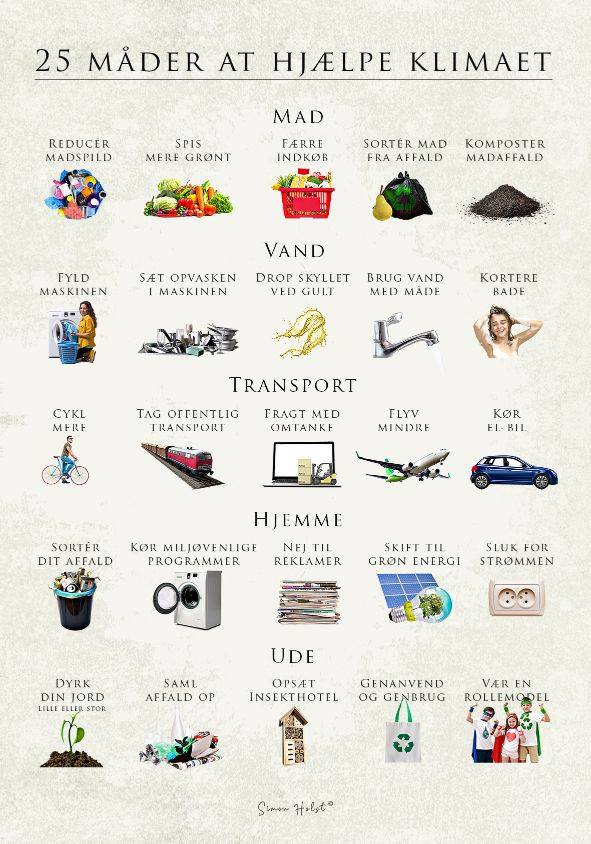 25 MÅDER AT HJÆLPE KLIMAET
MAD
REDUCÉR
MADSPILD
SPIS
MERE GRØNT
FÆRRE
INDKØB
SORTÉR MAD
FRA AFFALD
KOMPOSTER
MADAFFALD
VAND
FYLD
MASKINEN
SÆT OPVASKEN
I MASKINEN
DROP SKYLLET
VED GULT
BRUG VAND
MED MÅDE
KORTERE
BADE
TRANSPORT
CYKL
MERE
TAG OFFENTLIG
TRANSPORT
FRAGT MED
OMTANKE
FLYV
MINDRE
KØR
EL-BIL
HJEMME
SORTÉR
DIT AFFALD
KØR MILJØVENLIGE
PROGRAMMER
NEJ TIL
REKLAMER
SKIFT TIL
GRØN ENERGI
SLUK FOR
STRØMMEN
UDE
DYRK
DIN JORD
LILLE ELLER STOR
SAML
AFFALD OP
OPSÆT
INSEKTHOTEL
GENANVEND
OG GENBRUG
VÆR EN
ROLLEMODEL
Simon Holst©